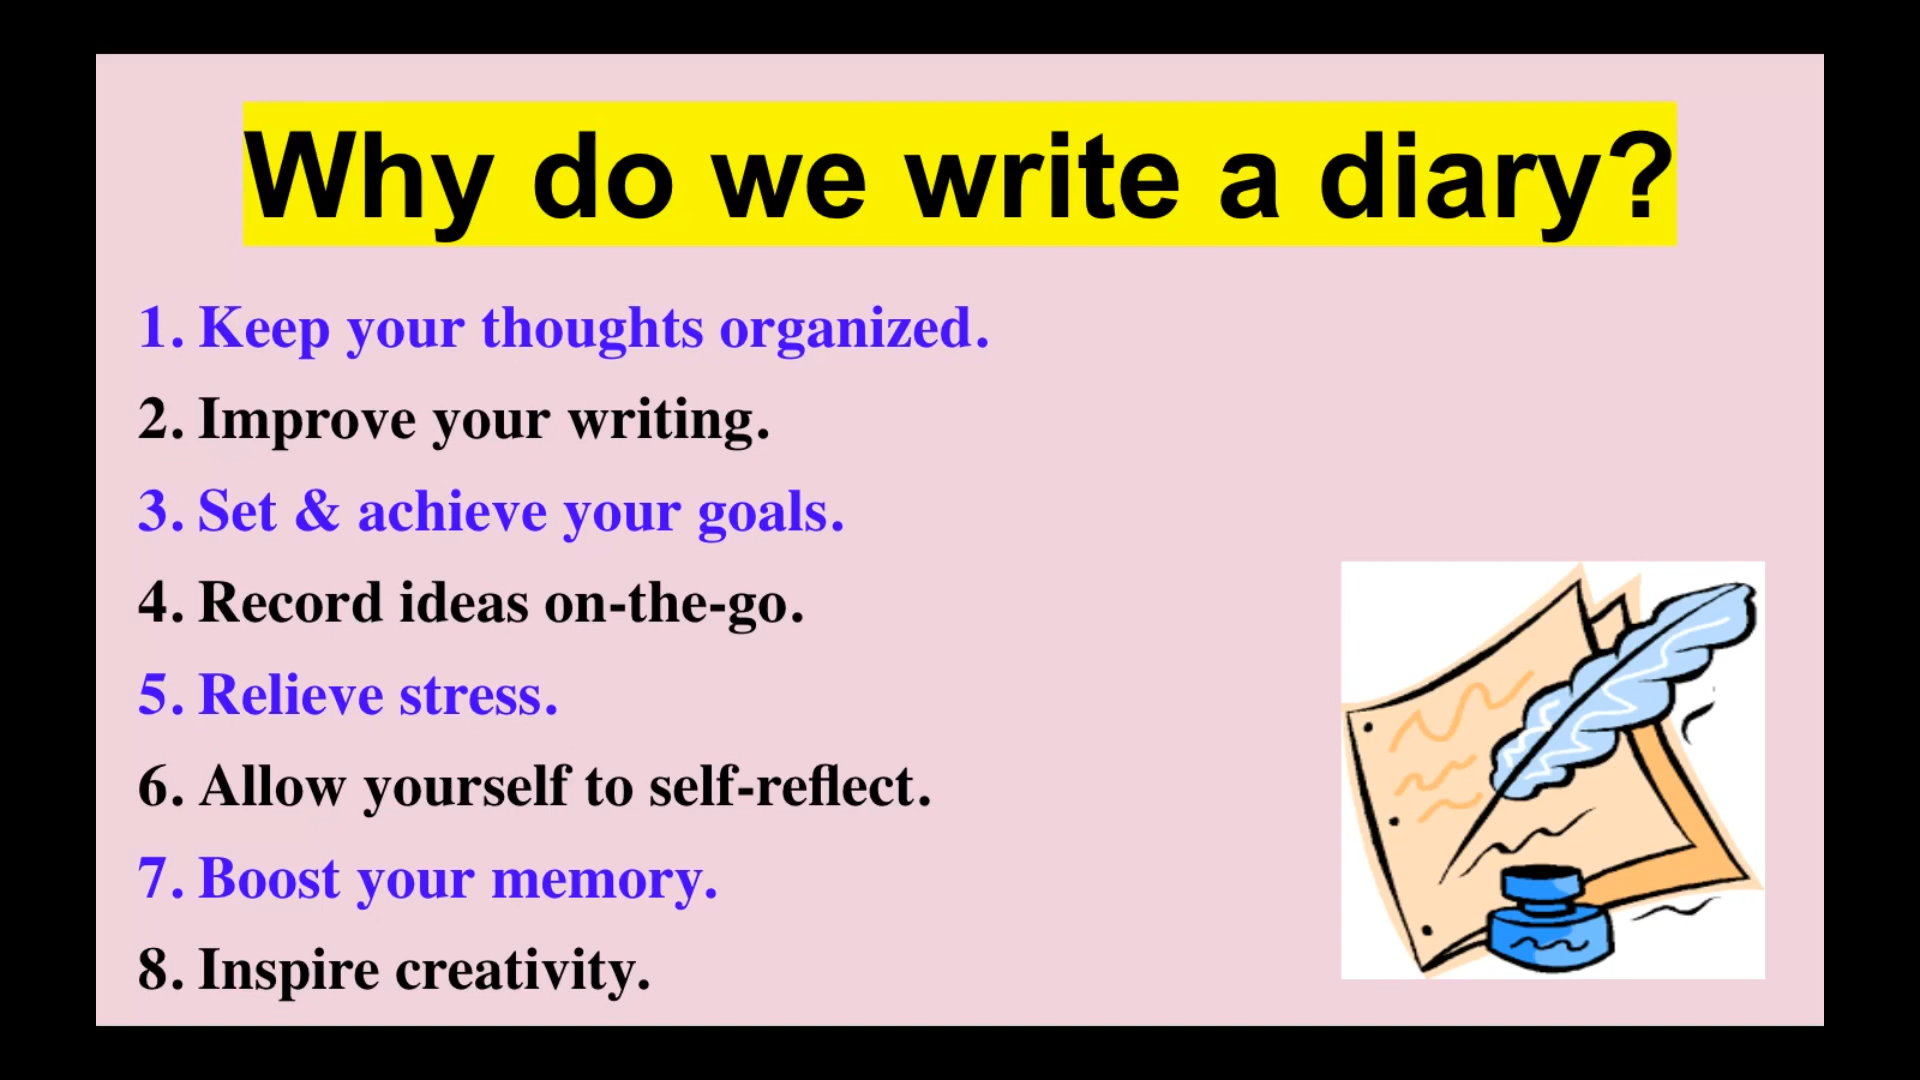 Why do we write a diary?
1. Keep your thoughts organized.
2. Improve your writing.
3. Set & achieve your goals.
4. Record ideas on-the-go.
5. Relieve stress.
6. Allow yourself to self-reflect.
7. Boost your memory.
8. Inspire creativity.